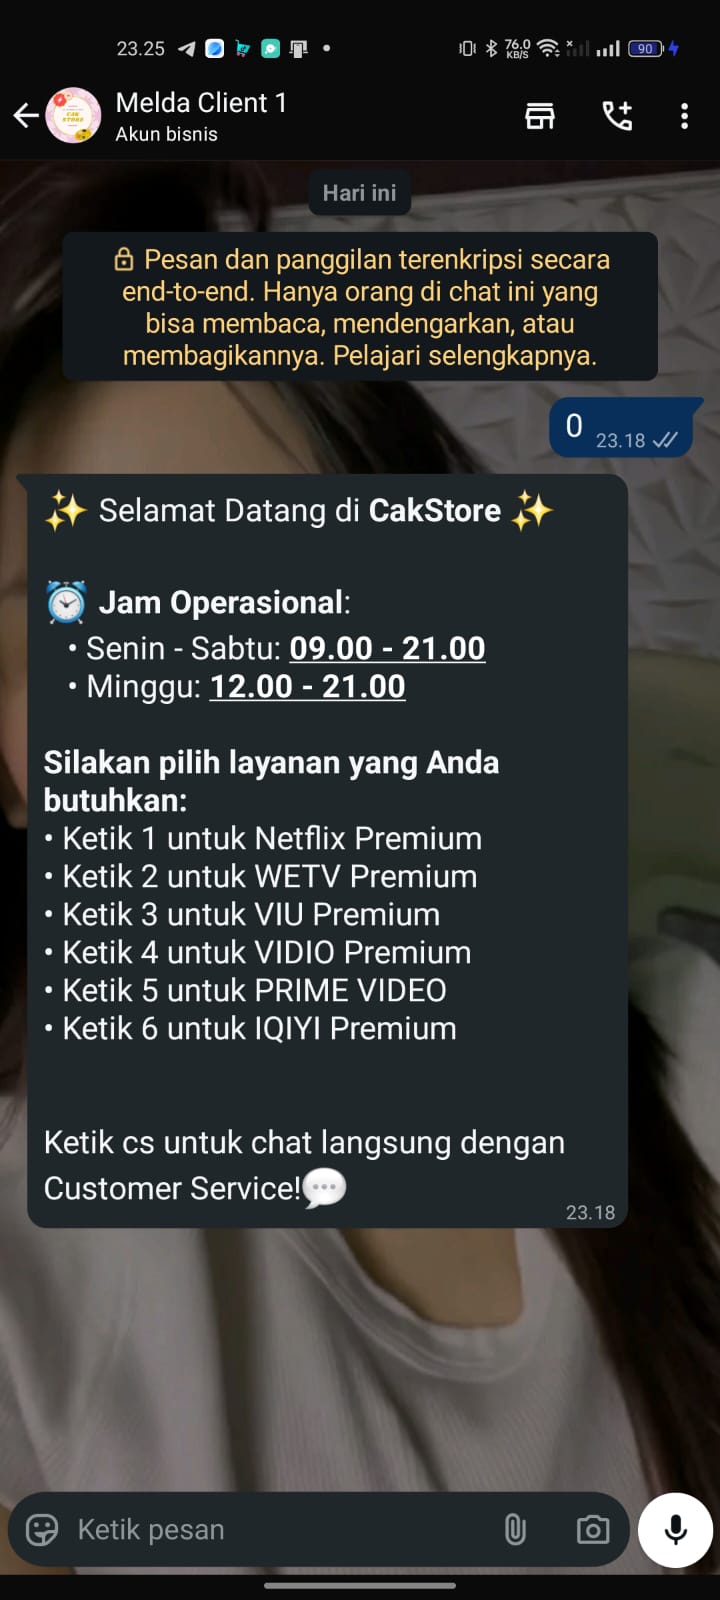 23.25
76.0
KB/S
90
Melda Client 1
CAK
STORE
Akun bisnis
Hari ini
Pesan dan panggilan terenkripsi secara
end-to-end. Hanya orang di chat ini yang
bisa membaca, mendengarkan, atau
membagikannya. Pelajari selengkapnya.
0
23.18
✨ Selamat Datang di CakStore ✨
⏰ Jam Operasional:
• Senin - Sabtu: 09.00 - 21.00
• Minggu: 12.00 - 21.00
Silakan pilih layanan yang Anda
butuhkan:
• Ketik 1 untuk Netflix Premium
• Ketik 2 untuk WETV Premium
• Ketik 3 untuk VIU Premium
• Ketik 4 untuk VIDIO Premium
• Ketik 5 untuk PRIME VIDEO
• Ketik 6 untuk IQIYI Premium
Ketik cs untuk chat langsung dengan
Customer Service!💬
23.18
Ketik pesan